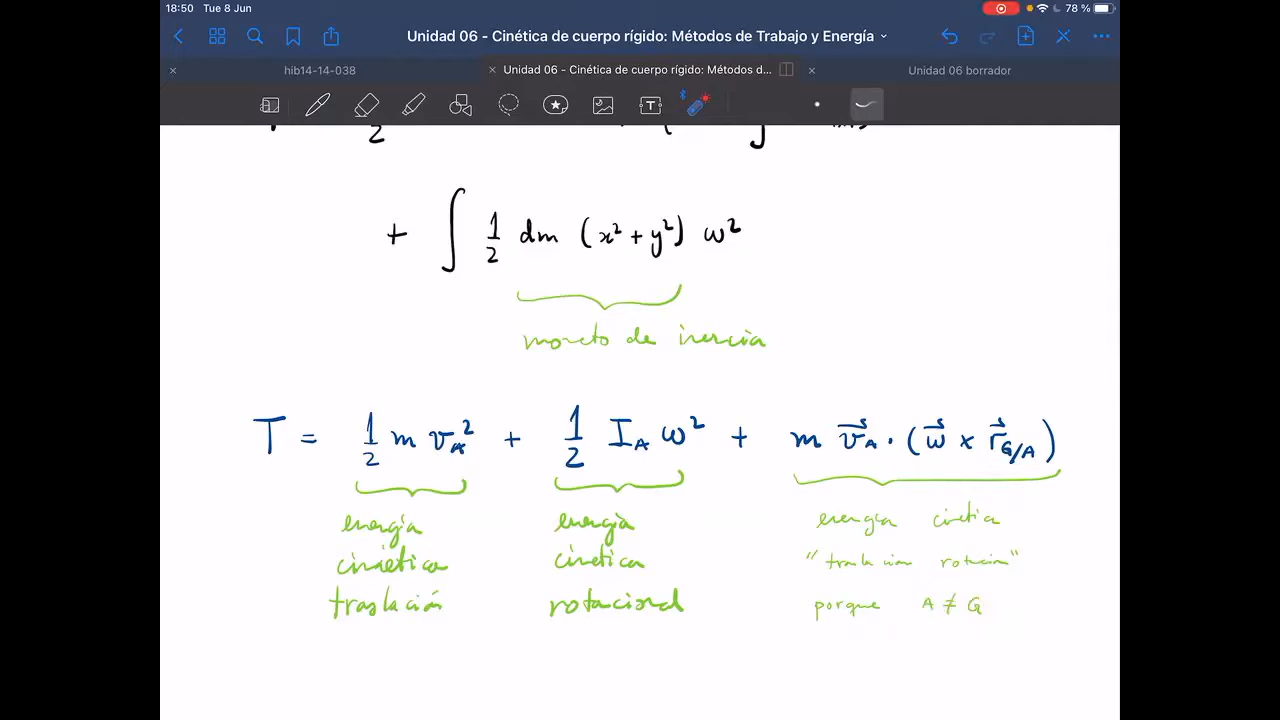 18:50 Tue 8 Jun 78 %
Unidad 06 - Cinética de cuerpo rígido: Métodos de Trabajo y Energía
hib14-14-038 Unidad 06 - Cinética de cuerpo rígido: Métodos d... Unidad 06 borrador
2
+ ∫ 1/2 dm (x² + y²) ω²
moncto de inercia
T = 1/2 m v_A² + 1/2 I_A ω² + m v⃗_A · (ω⃗ × r⃗_G/A)
energía energía energía cinética
cinética cinética "traslación rotación"
traslación rotacional porque A ≠ G